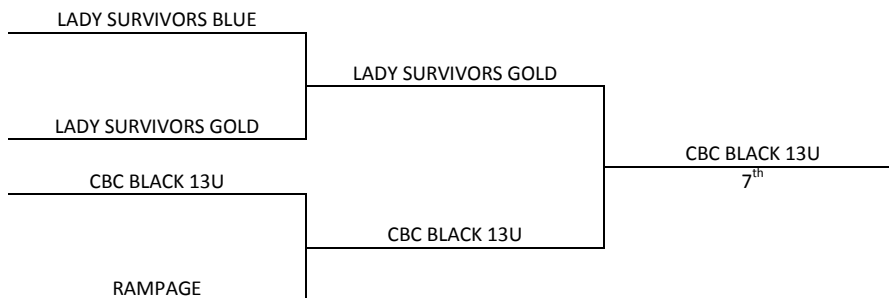 LADY SURVIVORS BLUE
LADY SURVIVORS GOLD
LADY SURVIVORS GOLD
CBC BLACK 13U
7th
CBC BLACK 13U
CBC BLACK 13U
RAMPAGE